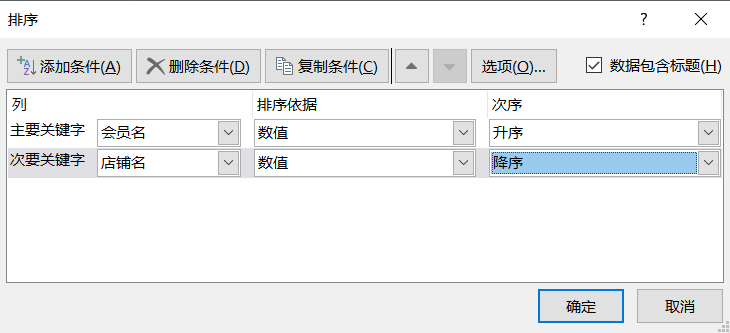 排序
添加条件(A) 删除条件(D) 复制条件(C) 选项(O)... 数据包含标题(H)
列 排序依据 次序
主要关键字 会员名 数值 升序
次要关键字 店铺名 数值 降序
确定 取消